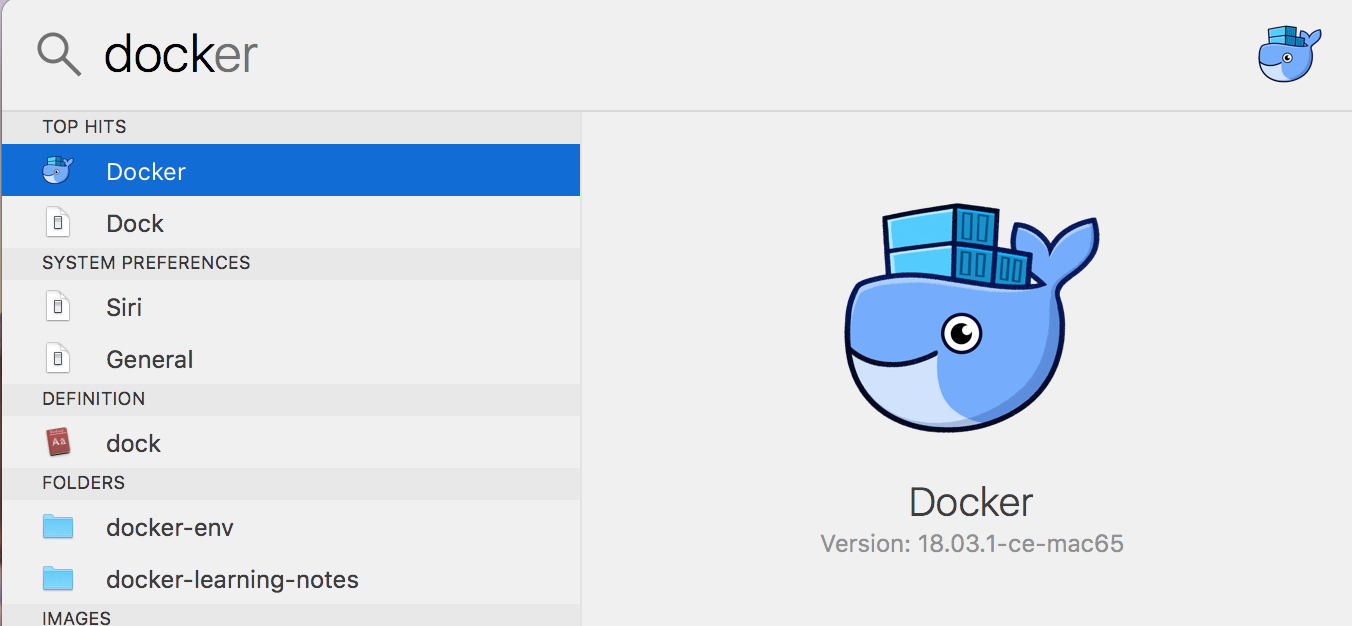 docker
TOP HITS
Docker
Dock
SYSTEM PREFERENCES
Siri
General
DEFINITION
Aa
dock
FOLDERS
docker-env
docker-learning-notes
IMAGES
Docker
Version: 18.03.1-ce-mac65